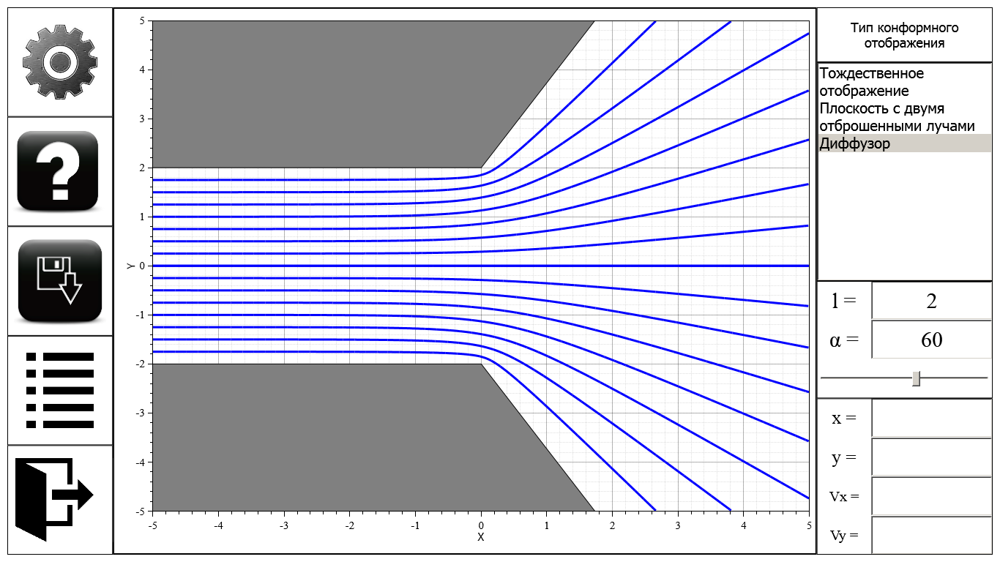 Тип конформного
отображения
Тождественное
отображение
Плоскость с двумя
отброшенными лучами
Диффузор
l =
2
α =
60
x =
y =
Vx =
Vy =
5
4
3
2
1
0
-1
-2
-3
-4
-5
Y
-5
-4
-3
-2
-1
0
1
2
3
4
5
X
?